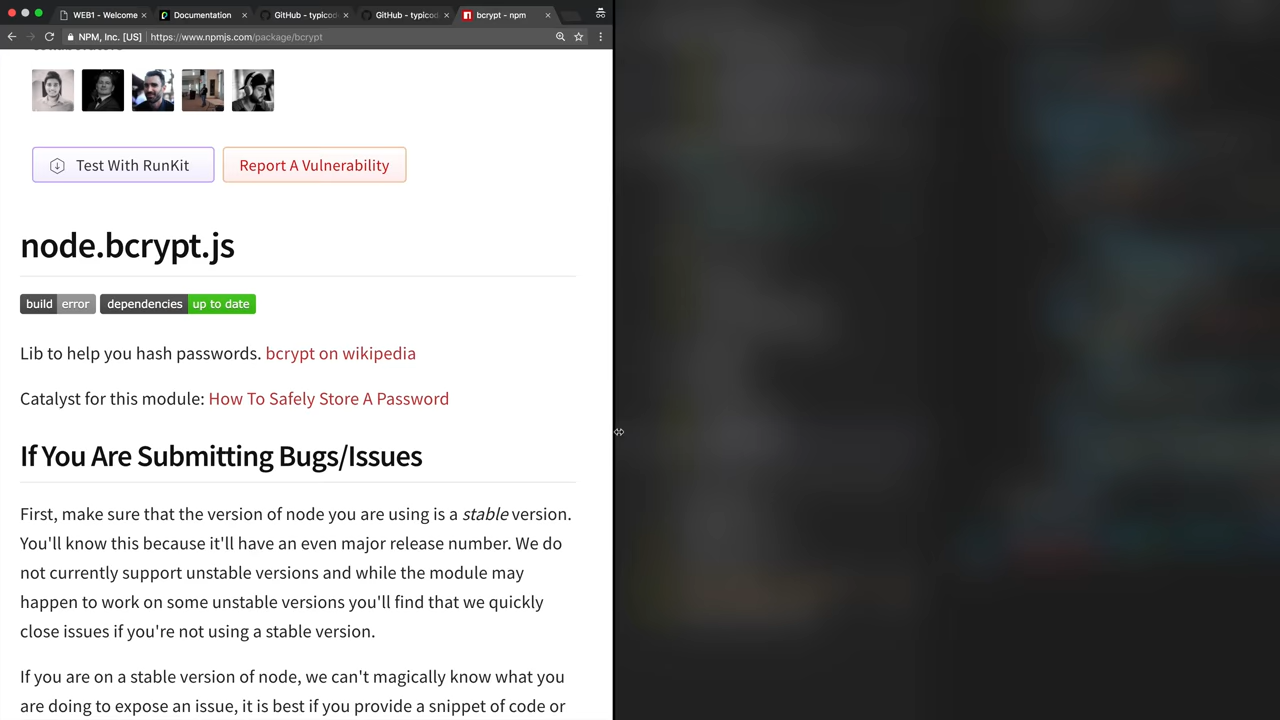 WEB1 - Welcome
Documentation
GitHub - typicod
GitHub - typicod
bcrypt - npm
NPM, Inc. [US] https://www.npmjs.com/package/bcrypt
Test With RunKit
Report A Vulnerability
node.bcrypt.js
build error dependencies up to date
Lib to help you hash passwords. bcrypt on wikipedia
Catalyst for this module: How To Safely Store A Password
If You Are Submitting Bugs/Issues
First, make sure that the version of node you are using is a stable version.
You'll know this because it'll have an even major release number. We do
not currently support unstable versions and while the module may
happen to work on some unstable versions you'll find that we quickly
close issues if you're not using a stable version.
If you are on a stable version of node, we can't magically know what you
are doing to expose an issue, it is best if you provide a snippet of code or